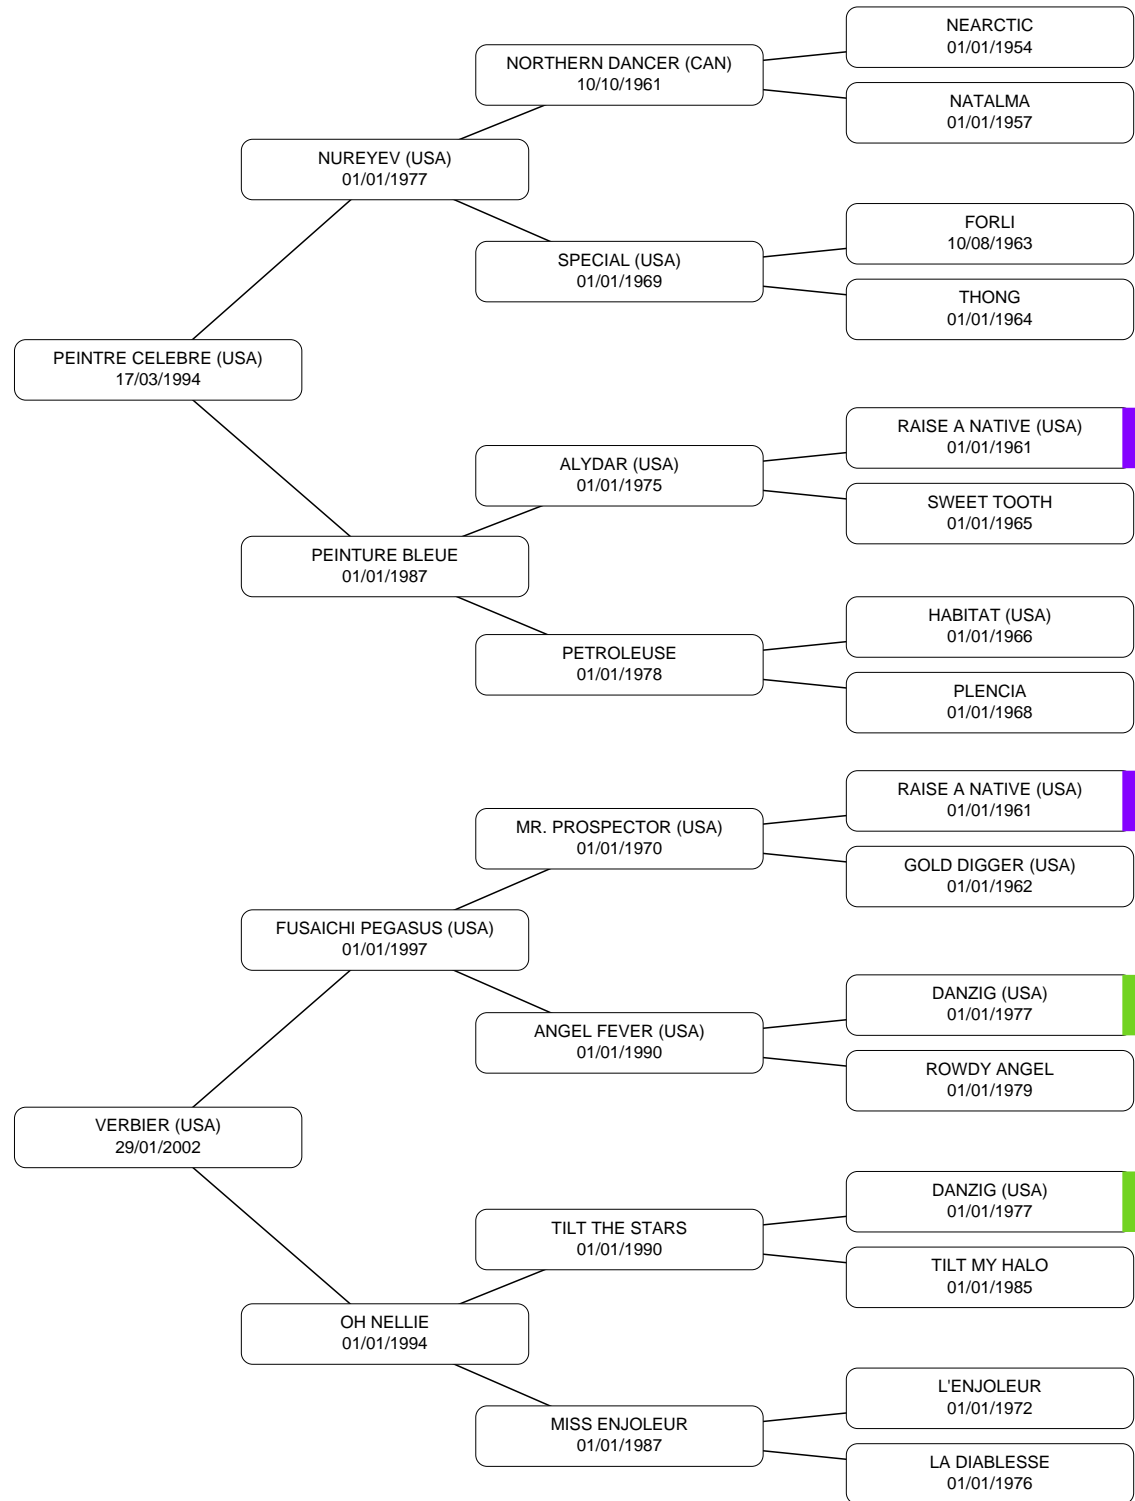 NEARCTIC
01/01/1954
NORTHERN DANCER (CAN)
10/10/1961
NATALMA
01/01/1957
NUREYEV (USA)
01/01/1977
FORLI
10/08/1963
SPECIAL (USA)
01/01/1969
THONG
01/01/1964
PEINTRE CELEBRE (USA)
17/03/1994
RAISE A NATIVE (USA)
01/01/1961
ALYDAR (USA)
01/01/1975
SWEET TOOTH
01/01/1965
PEINTURE BLEUE
01/01/1987
HABITAT (USA)
01/01/1966
PETROLEUSE
01/01/1978
PLENCIA
01/01/1968
RAISE A NATIVE (USA)
01/01/1961
MR. PROSPECTOR (USA)
01/01/1970
GOLD DIGGER (USA)
01/01/1962
FUSAICHI PEGASUS (USA)
01/01/1997
DANZIG (USA)
01/01/1977
ANGEL FEVER (USA)
01/01/1990
ROWDY ANGEL
01/01/1979
VERBIER (USA)
29/01/2002
DANZIG (USA)
01/01/1977
TILT THE STARS
01/01/1990
TILT MY HALO
01/01/1985
OH NELLIE
01/01/1994
L'ENJOLEUR
01/01/1972
MISS ENJOLEUR
01/01/1987
LA DIABLESSE
01/01/1976